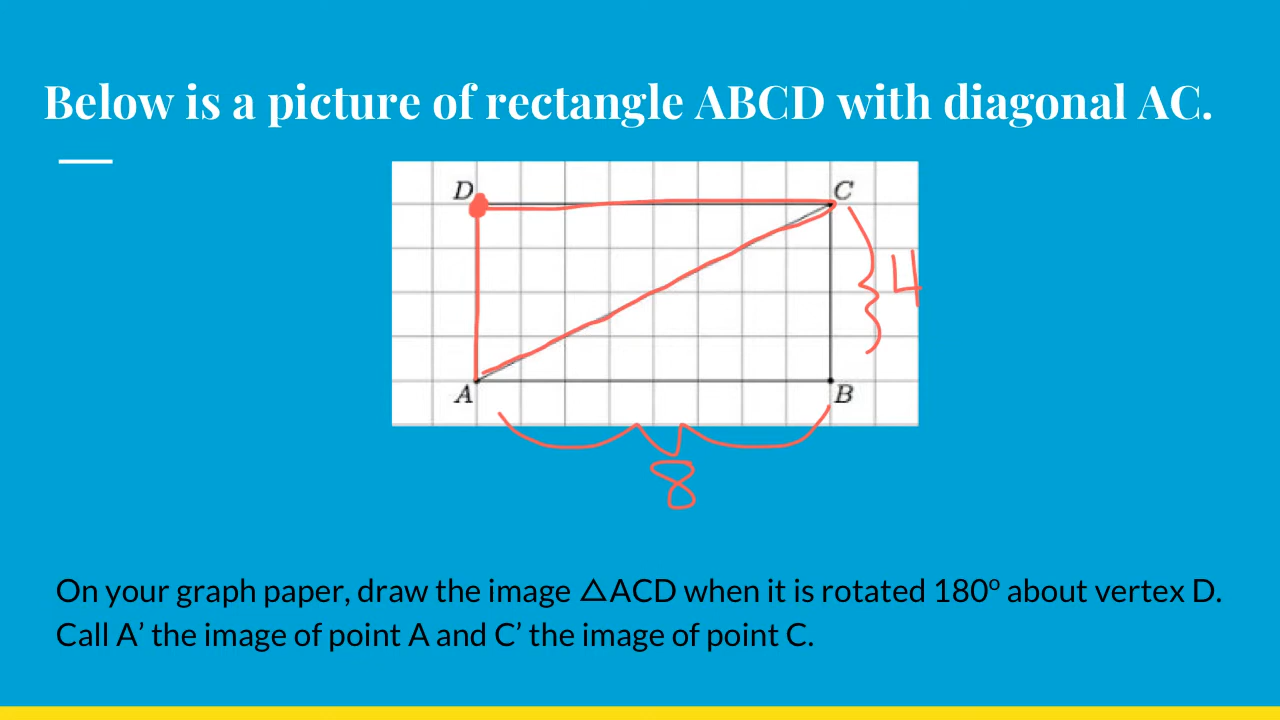 Below is a picture of rectangle ABCD with diagonal AC.
D
C
4
A
B
8
On your graph paper, draw the image △ACD when it is rotated 180º about vertex D.
Call A’ the image of point A and C’ the image of point C.